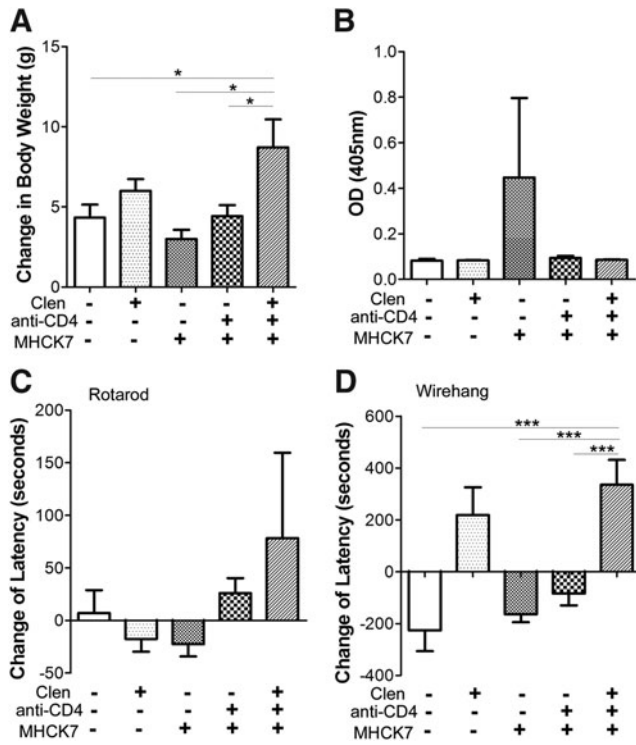 A
Change in Body Weight (g)
15
10
5
0
*
*
*
Clen - + - - +
anti-CD4 - - - + +
MHCK7 - - + + +
B
OD (405nm)
1.0
0.8
0.6
0.4
0.2
0.0
Clen - + - - +
anti-CD4 - - - + +
MHCK7 - - + + +
C
Rotarod
Change of Latency (seconds)
200
150
100
50
0
-50
Clen - + - - +
anti-CD4 - - - + +
MHCK7 - - + + +
D
Wirehang
Change of Latency (seconds)
600
400
200
0
-200
-400
***
***
***
Clen - + - - +
anti-CD4 - - - + +
MHCK7 - - + + +